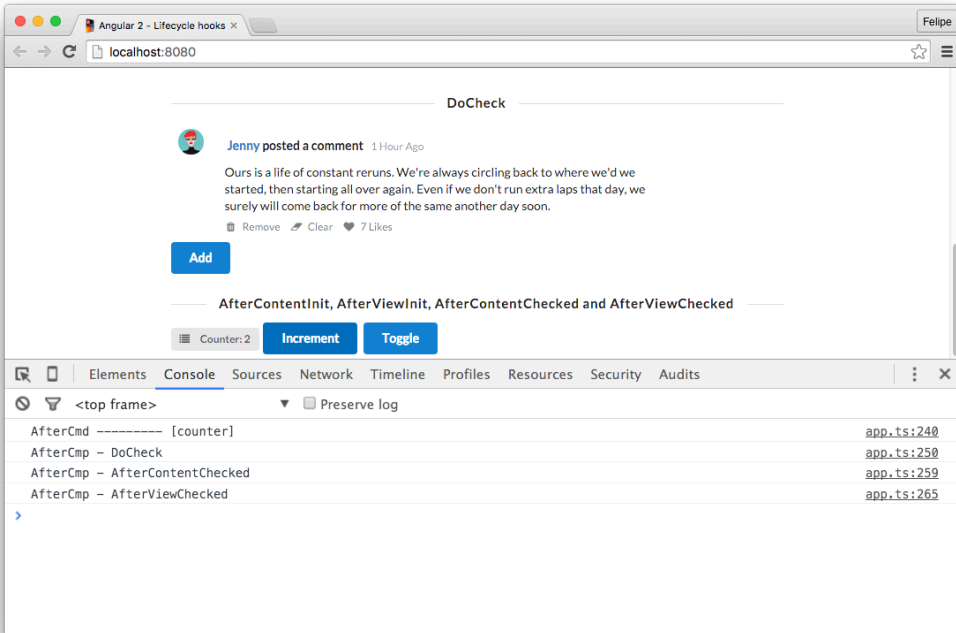 Angular 2 - Lifecycle hooks ×
Felipe
localhost:8080
DoCheck
Jenny posted a comment 1 Hour Ago
Ours is a life of constant reruns. We're always circling back to where we'd we
started, then starting all over again. Even if we don't run extra laps that day, we
surely will come back for more of the same another day soon.
Remove Clear 7 Likes
Add
AfterContentInit, AfterViewInit, AfterContentChecked and AfterViewChecked
Counter: 2 Increment Toggle
Elements Console Sources Network Timeline Profiles Resources Security Audits
<top frame> ▼ Preserve log
AfterCmd --------- [counter] app.ts:240
AfterCmp - DoCheck app.ts:250
AfterCmp - AfterContentChecked app.ts:259
AfterCmp - AfterViewChecked app.ts:265